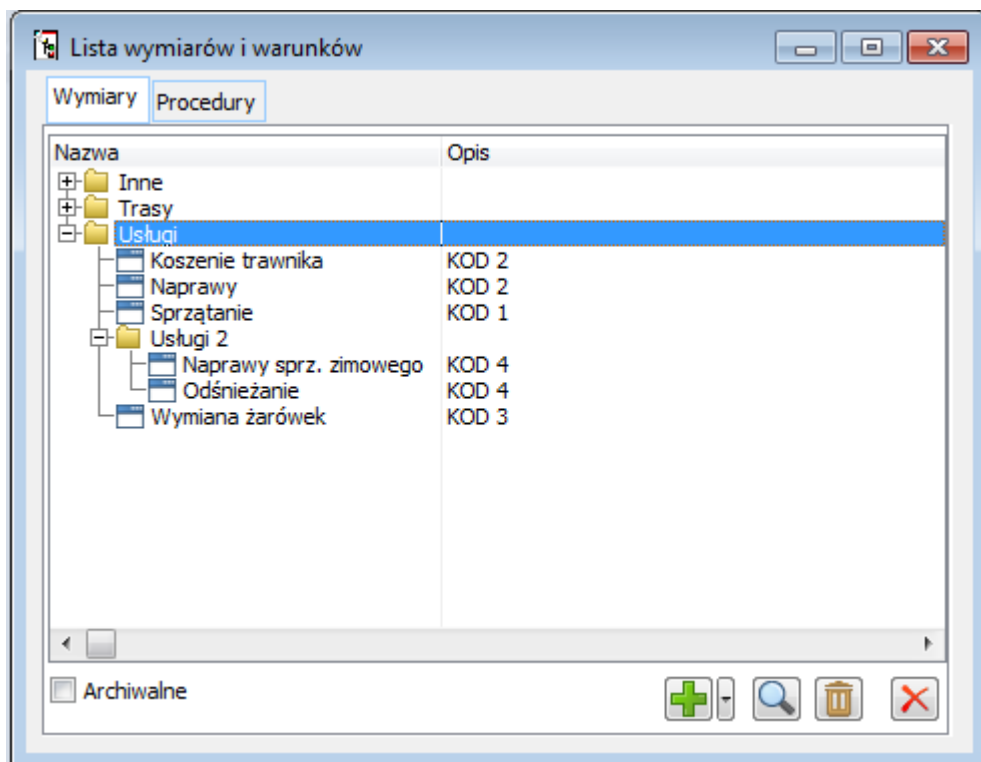 Lista wymiarów i warunków
Wymiary Procedury
Nazwa Opis
Inne
Trasy
Usługi
Koszenie trawnika KOD 2
Naprawy KOD 2
Sprzątanie KOD 1
Usługi 2
Naprawy sprz. zimowego KOD 4
Odśnieżanie KOD 4
Wymiana żarówek KOD 3
Archiwalne